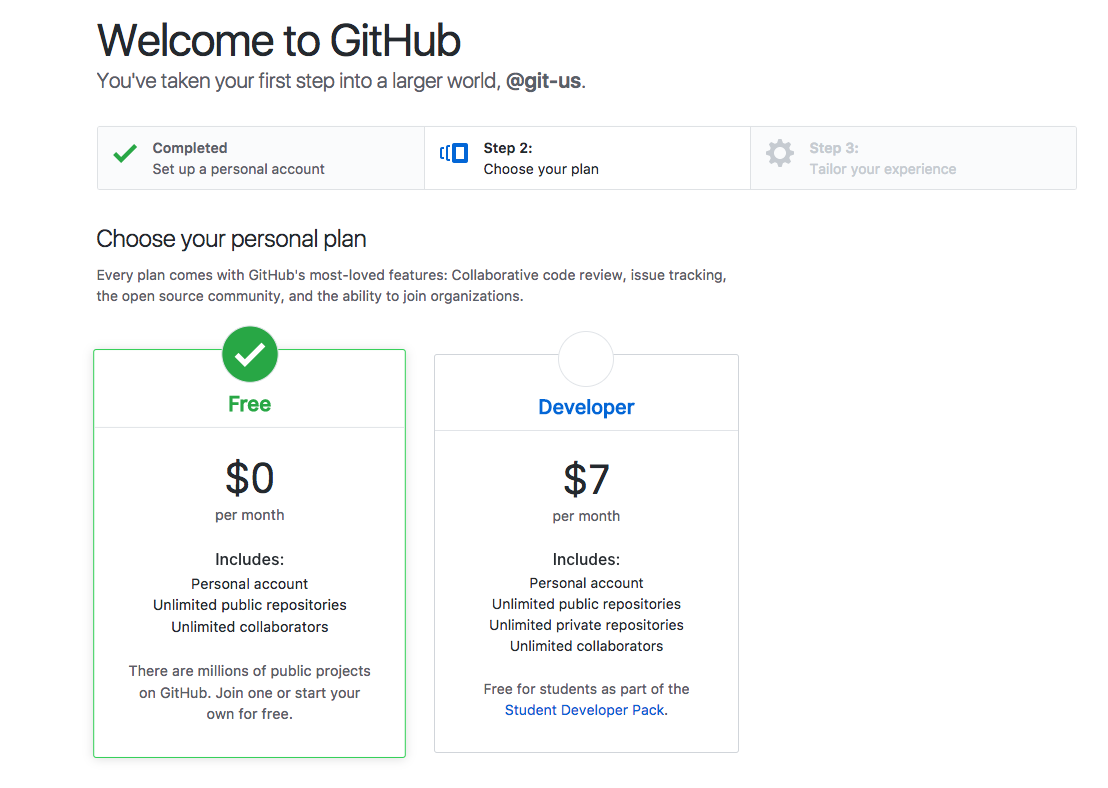 Welcome to GitHub
You've taken your first step into a larger world, @git-us.
Completed
Set up a personal account
Step 2:
Choose your plan
Step 3:
Tailor your experience
Choose your personal plan
Every plan comes with GitHub's most-loved features: Collaborative code review, issue tracking,
the open source community, and the ability to join organizations.
Free
$0
per month
Includes:
Personal account
Unlimited public repositories
Unlimited collaborators
There are millions of public projects
on GitHub. Join one or start your
own for free.
Developer
$7
per month
Includes:
Personal account
Unlimited public repositories
Unlimited private repositories
Unlimited collaborators
Free for students as part of the
Student Developer Pack.